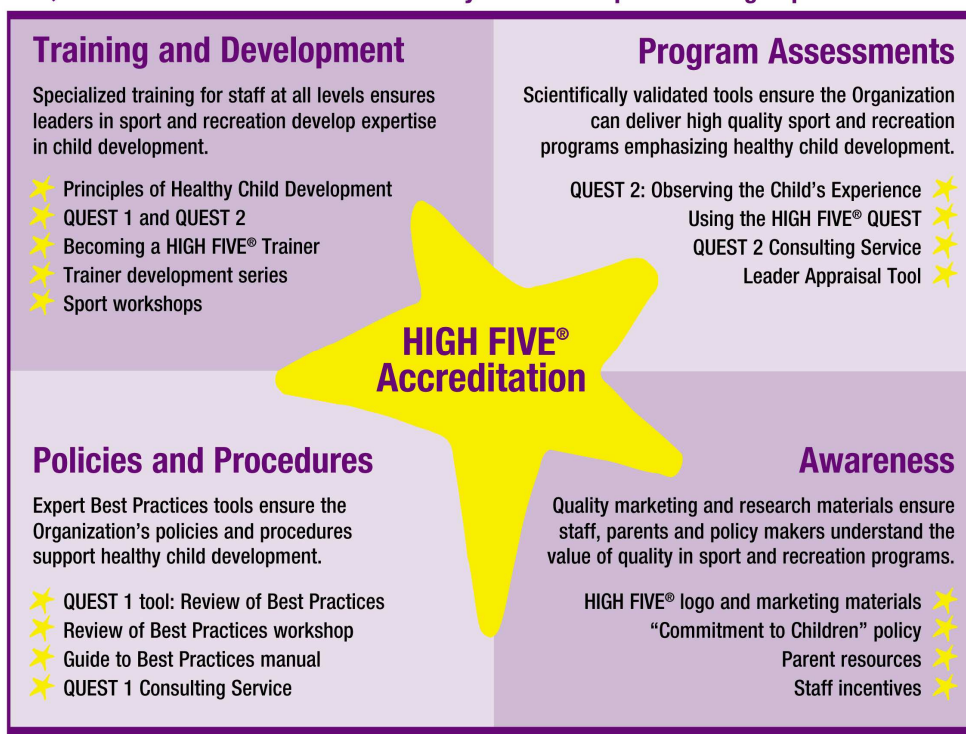 Training and Development
Specialized training for staff at all levels ensures
leaders in sport and recreation develop expertise
in child development.
Principles of Healthy Child Development
QUEST 1 and QUEST 2
Becoming a HIGH FIVE® Trainer
Trainer development series
Sport workshops
Program Assessments
Scientifically validated tools ensure the Organization
can deliver high quality sport and recreation
programs emphasizing healthy child development.
QUEST 2: Observing the Child’s Experience
Using the HIGH FIVE® QUEST
QUEST 2 Consulting Service
Leader Appraisal Tool
HIGH FIVE®
Accreditation
Policies and Procedures
Expert Best Practices tools ensure the
Organization’s policies and procedures
support healthy child development.
QUEST 1 tool: Review of Best Practices
Review of Best Practices workshop
Guide to Best Practices manual
QUEST 1 Consulting Service
Awareness
Quality marketing and research materials ensure
staff, parents and policy makers understand the
value of quality in sport and recreation programs.
HIGH FIVE® logo and marketing materials
“Commitment to Children” policy
Parent resources
Staff incentives